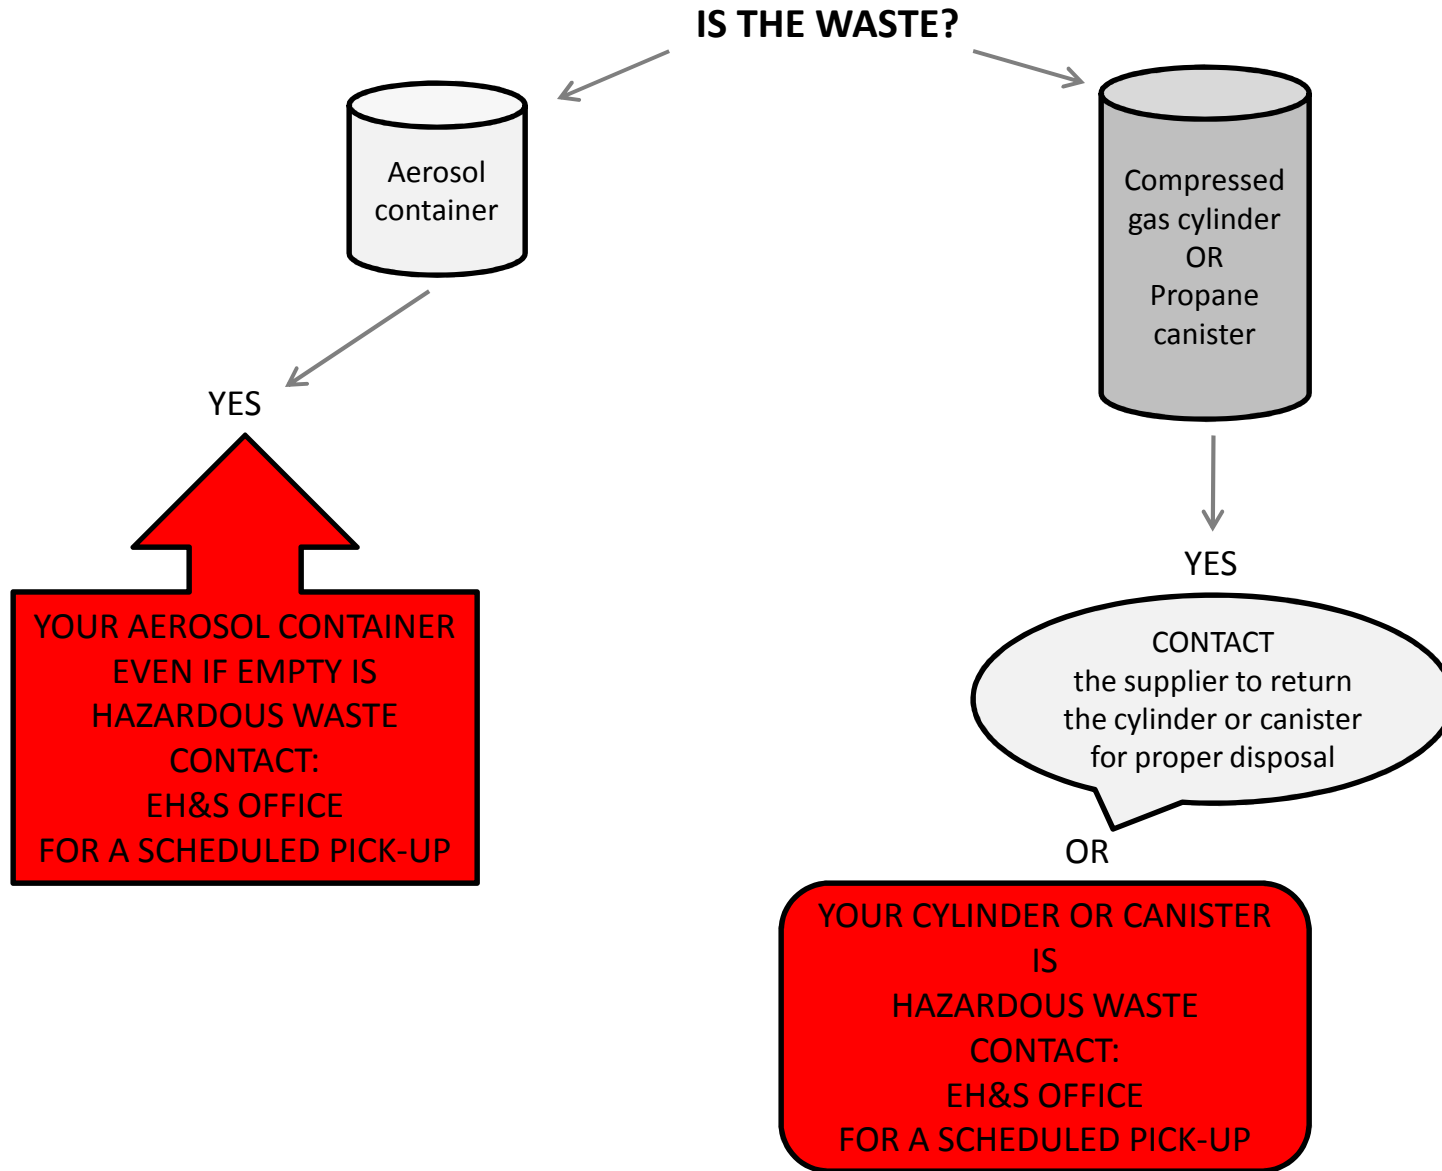 IS THE WASTE?
Aerosol
container
YES
YOUR AEROSOL CONTAINER
EVEN IF EMPTY IS
HAZARDOUS WASTE
CONTACT:
EH&S OFFICE
FOR A SCHEDULED PICK-UP
Compressed
gas cylinder
OR
Propane
canister
YES
CONTACT
the supplier to return
the cylinder or canister
for proper disposal
OR
YOUR CYLINDER OR CANISTER
IS
HAZARDOUS WASTE
CONTACT:
EH&S OFFICE
FOR A SCHEDULED PICK-UP